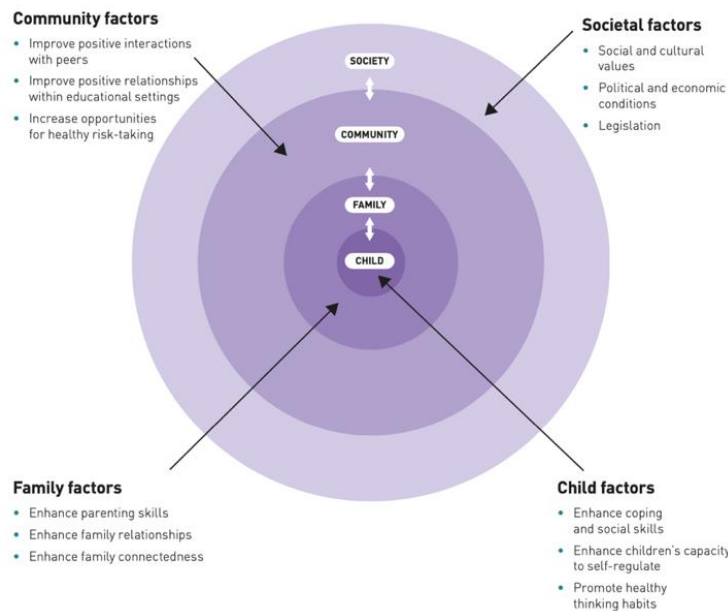 Community factors
• Improve positive interactions
with peers
• Improve positive relationships
within educational settings
• Increase opportunities
for healthy risk-taking
Societal factors
• Social and cultural
values
• Political and economic
conditions
• Legislation
SOCIETY
COMMUNITY
FAMILY
CHILD
Family factors
• Enhance parenting skills
• Enhance family relationships
• Enhance family connectedness
Child factors
• Enhance coping
and social skills
• Enhance children's capacity
to self-regulate
• Promote healthy
thinking habits